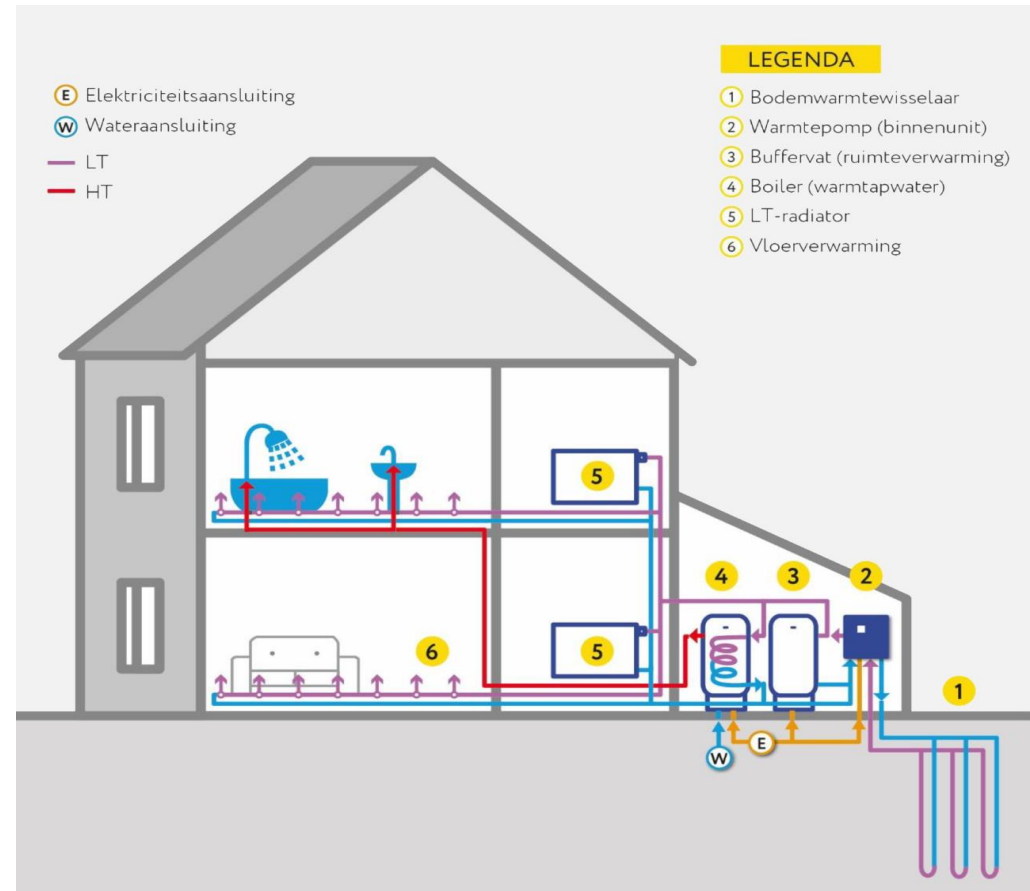 E Elektriciteitsaansluiting
W Wateraansluiting
LT
HT
LEGENDA
1 Bodemwarmtewisselaar
2 Warmtepomp (binnenunit)
3 Buffervat (ruimteverwarming)
4 Boiler (warmtapwater)
5 LT-radiator
6 Vloerverwarming
5
4 3 2
6 5
1
E
W